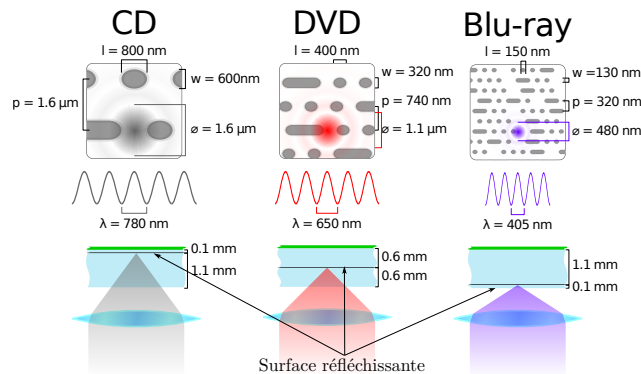 CD
DVD
Blu-ray
l = 800 nm
l = 400 nm
l = 150 nm
w = 600nm
p = 1.6 µm
⌀ = 1.6 µm
w = 320 nm
p = 740 nm
⌀ = 1.1 µm
w = 130 nm
p = 320 nm
⌀ = 480 nm
λ = 780 nm
λ = 650 nm
λ = 405 nm
0.1 mm
1.1 mm
0.6 mm
0.6 mm
1.1 mm
0.1 mm
Surface réfléchissante